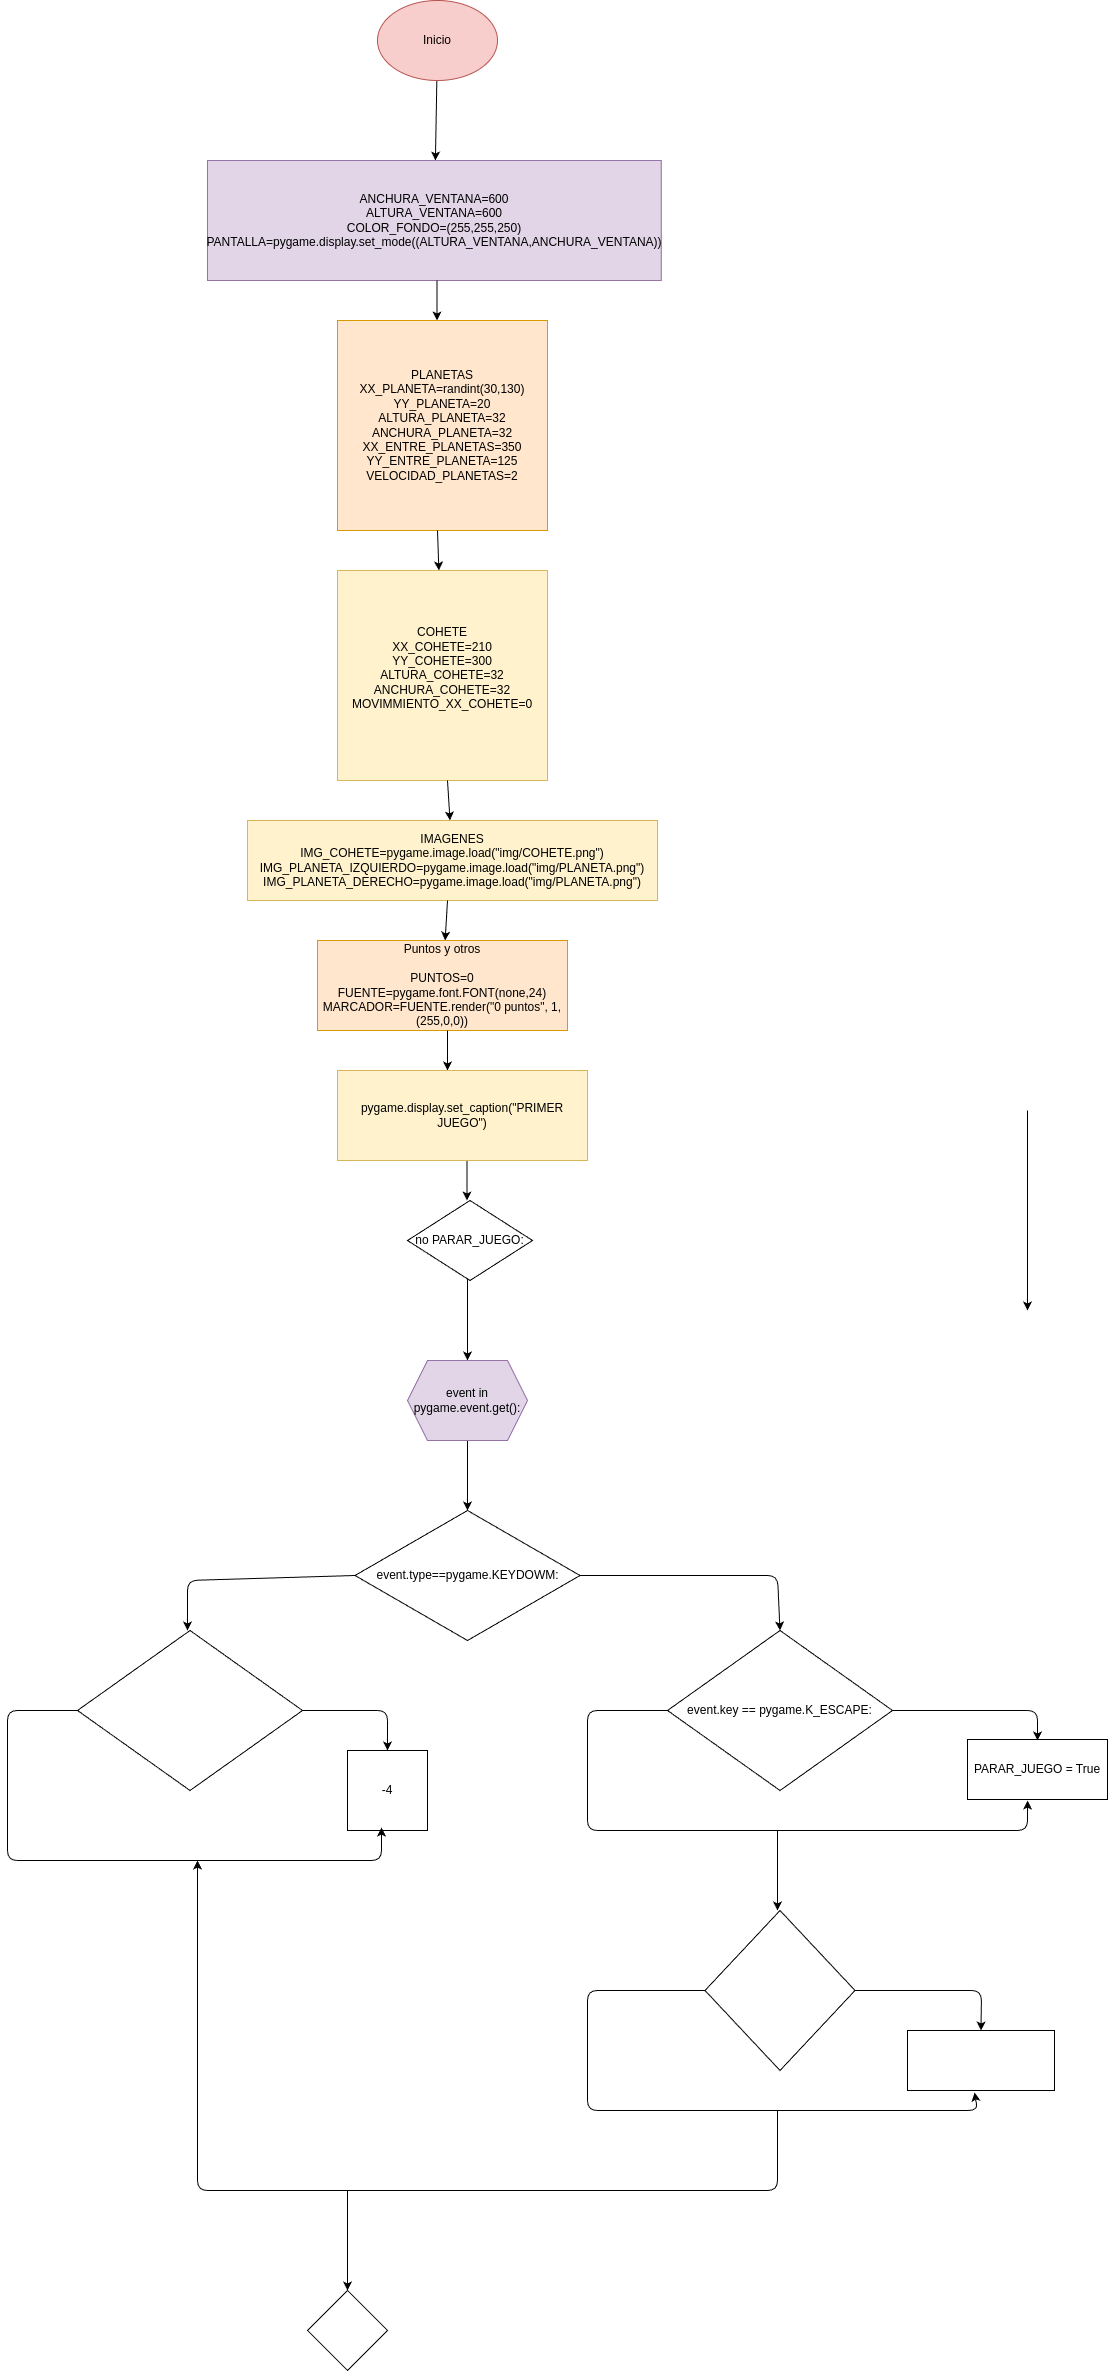 Inicio
ANCHURA_VENTANA=600
ALTURA_VENTANA=600
COLOR_FONDO=(255,255,250)
PANTALLA=pygame.display.set_mode((ALTURA_VENTANA,ANCHURA_VENTANA))
PLANETAS
XX_PLANETA=randint(30,130)
YY_PLANETA=20
ALTURA_PLANETA=32
ANCHURA_PLANETA=32
XX_ENTRE_PLANETAS=350
YY_ENTRE_PLANETA=125
VELOCIDAD_PLANETAS=2
COHETE
XX_COHETE=210
YY_COHETE=300
ALTURA_COHETE=32
ANCHURA_COHETE=32
MOVIMMIENTO_XX_COHETE=0
IMAGENES
IMG_COHETE=pygame.image.load("img/COHETE.png")
IMG_PLANETA_IZQUIERDO=pygame.image.load("img/PLANETA.png")
IMG_PLANETA_DERECHO=pygame.image.load("img/PLANETA.png")
Puntos y otros
PUNTOS=0
FUENTE=pygame.font.FONT(none,24)
MARCADOR=FUENTE.render("0 puntos", 1,
(255,0,0))
pygame.display.set_caption("PRIMER
JUEGO")
no PARAR_JUEGO:
event in
pygame.event.get():
event.type==pygame.KEYDOWM:
event.key == pygame.K_ESCAPE:
PARAR_JUEGO = True
-4